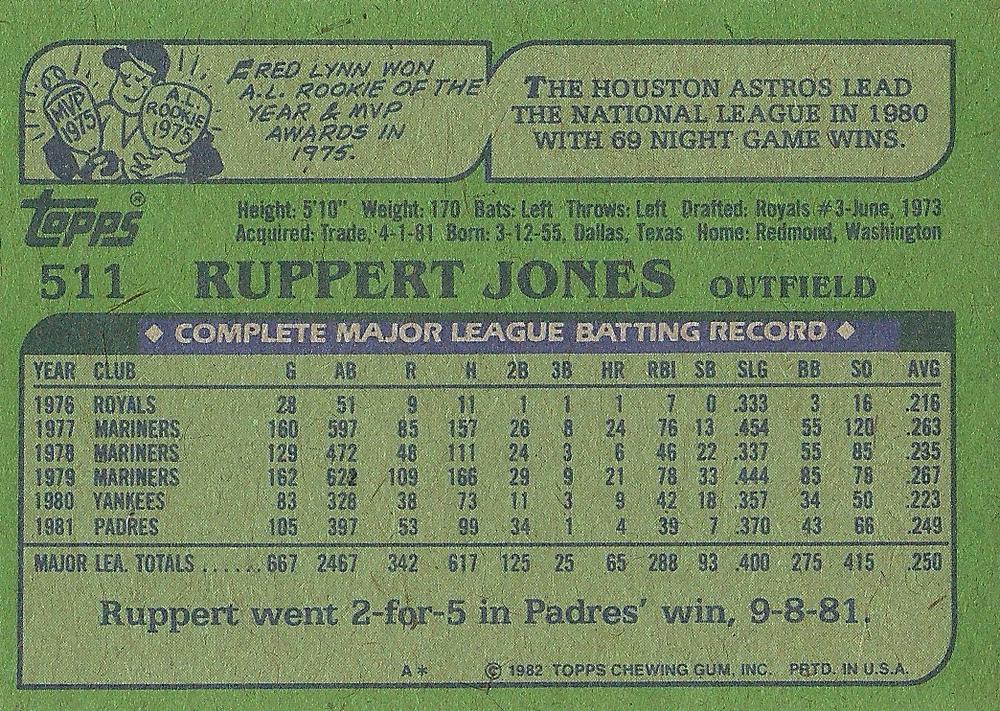 MVP
1975
A.L.
ROOKIE
1975
FRED LYNN WON
A.L. ROOKIE OF THE
YEAR & MVP
AWARDS IN
1975.
THE HOUSTON ASTROS LEAD
THE NATIONAL LEAGUE IN 1980
WITH 69 NIGHT GAME WINS.
Topps®
Height: 5'10" Weight: 170 Bats: Left Throws: Left Drafted: Royals #3-June, 1973
Acquired: Trade, 4-1-81 Born: 3-12-55, Dallas, Texas Home: Redmond, Washington
511 RUPPERT JONES OUTFIELD
◆ COMPLETE MAJOR LEAGUE BATTING RECORD ◆
YEAR CLUB G AB R H 2B 3B HR RBI SB SLG BB SO AVG
1976 ROYALS 28 51 9 11 1 1 1 7 0 .333 3 16 .216
1977 MARINERS 160 597 85 157 26 8 24 76 13 .454 55 120 .263
1978 MARINERS 129 472 48 111 24 3 6 46 22 .337 55 85 .235
1979 MARINERS 162 622 109 166 29 9 21 78 33 .444 85 78 .267
1980 YANKEES 83 328 38 73 11 3 9 42 18 .357 34 50 .223
1981 PADRES 105 397 53 99 34 1 4 39 7 .370 43 66 .249
MAJOR LEA. TOTALS ......667 2467 342 617 125 25 65 288 93 .400 275 415 .250
Ruppert went 2-for-5 in Padres' win, 9-8-81.
A* © 1982 TOPPS CHEWING GUM, INC. PRTD. IN U.S.A.